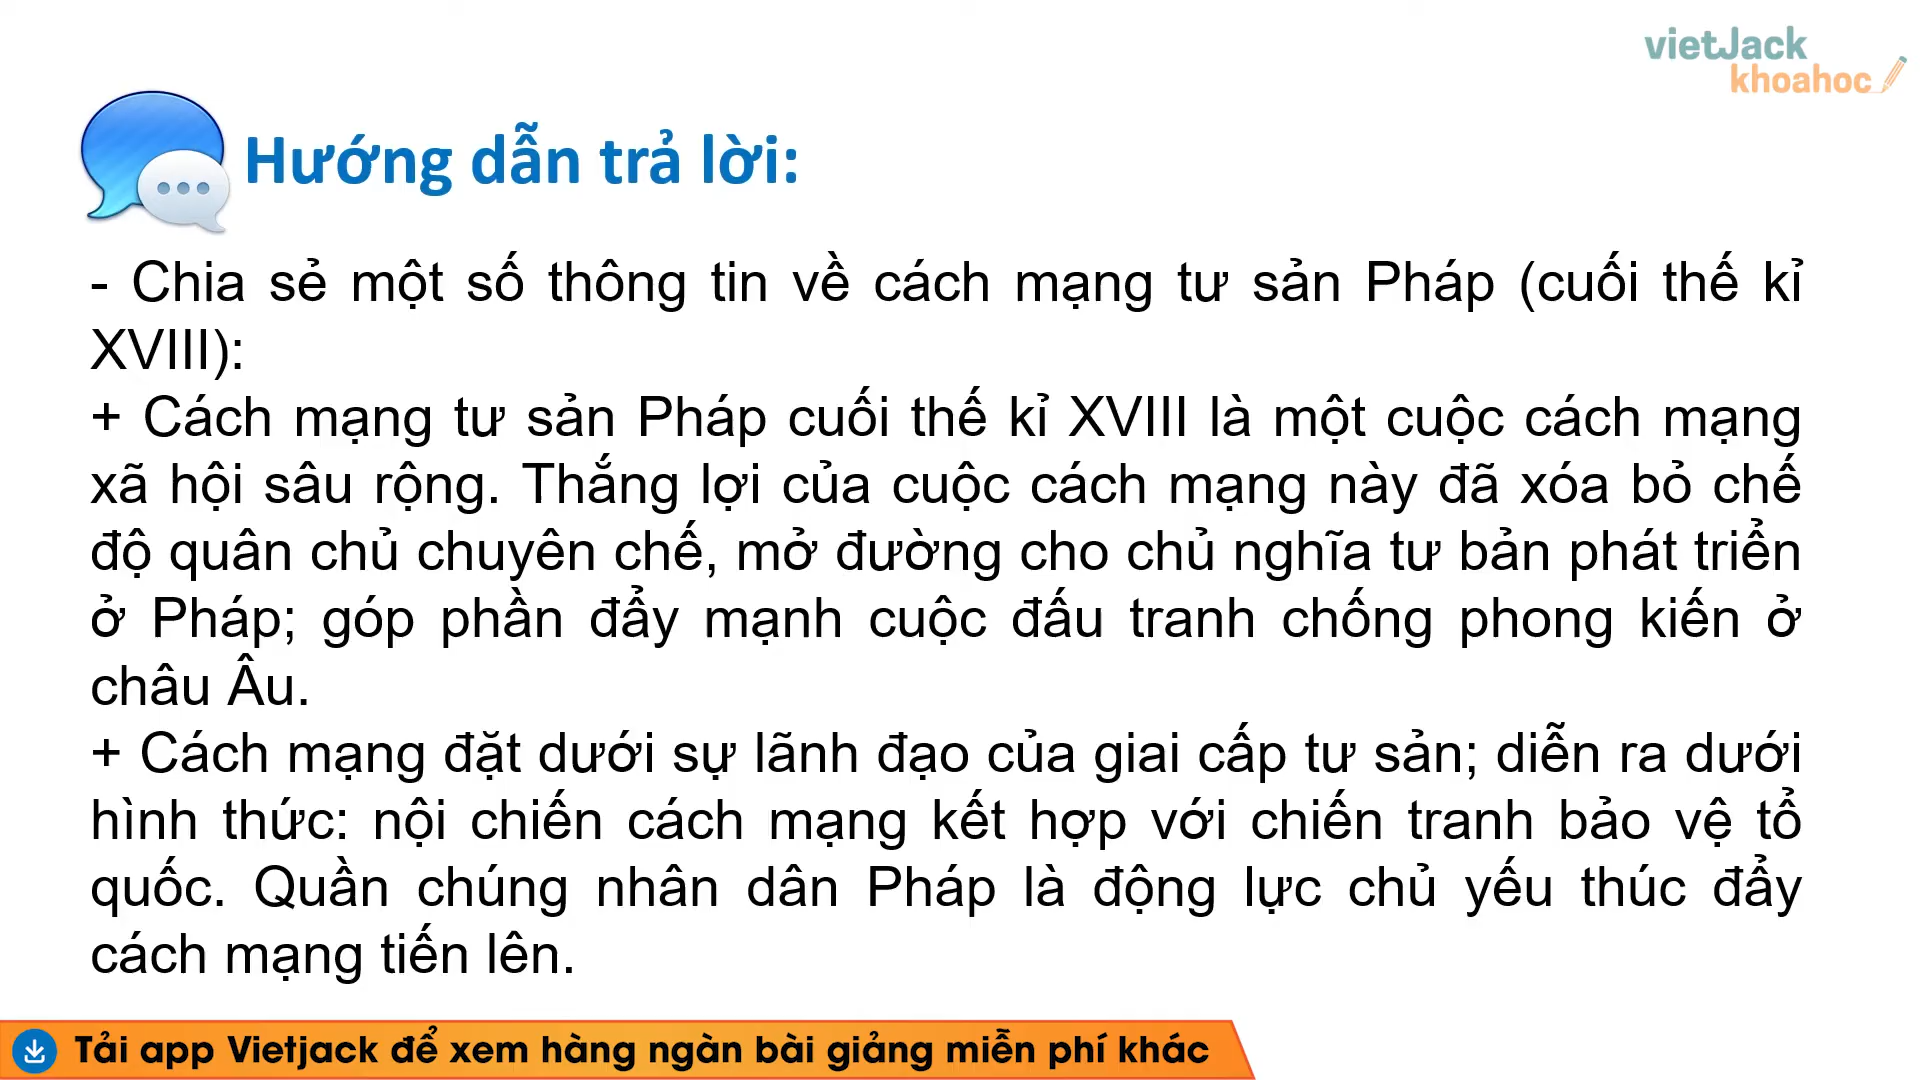 vietJack
khoahoc
Hướng dẫn trả lời:
- Chia sẻ một số thông tin về cách mạng tư sản Pháp (cuối thế kỉ
XVIII):
+ Cách mạng tư sản Pháp cuối thế kỉ XVIII là một cuộc cách mạng
xã hội sâu rộng. Thắng lợi của cuộc cách mạng này đã xóa bỏ chế
độ quân chủ chuyên chế, mở đường cho chủ nghĩa tư bản phát triển
ở Pháp; góp phần đẩy mạnh cuộc đấu tranh chống phong kiến ở
châu Âu.
+ Cách mạng đặt dưới sự lãnh đạo của giai cấp tư sản; diễn ra dưới
hình thức: nội chiến cách mạng kết hợp với chiến tranh bảo vệ tổ
quốc. Quần chúng nhân dân Pháp là động lực chủ yếu thúc đẩy
cách mạng tiến lên.
Tải app Vietjack để xem hàng ngàn bài giảng miễn phí khác